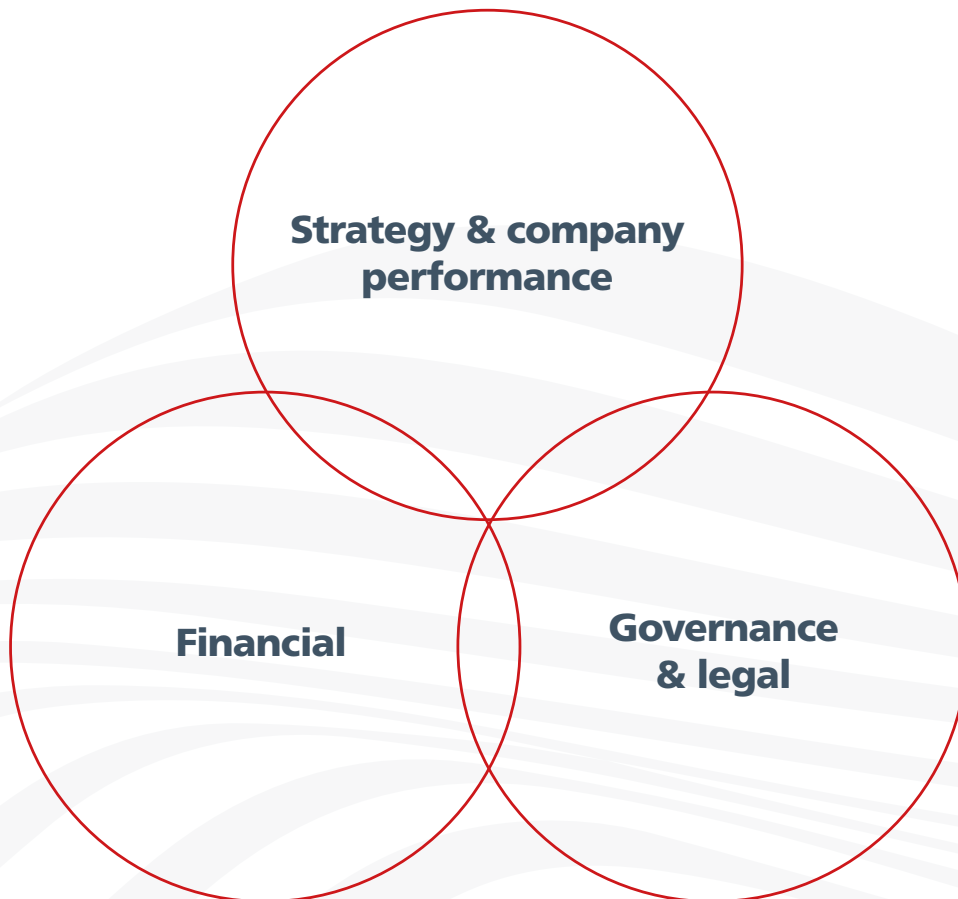 Strategy & company
performance
Financial
Governance
& legal